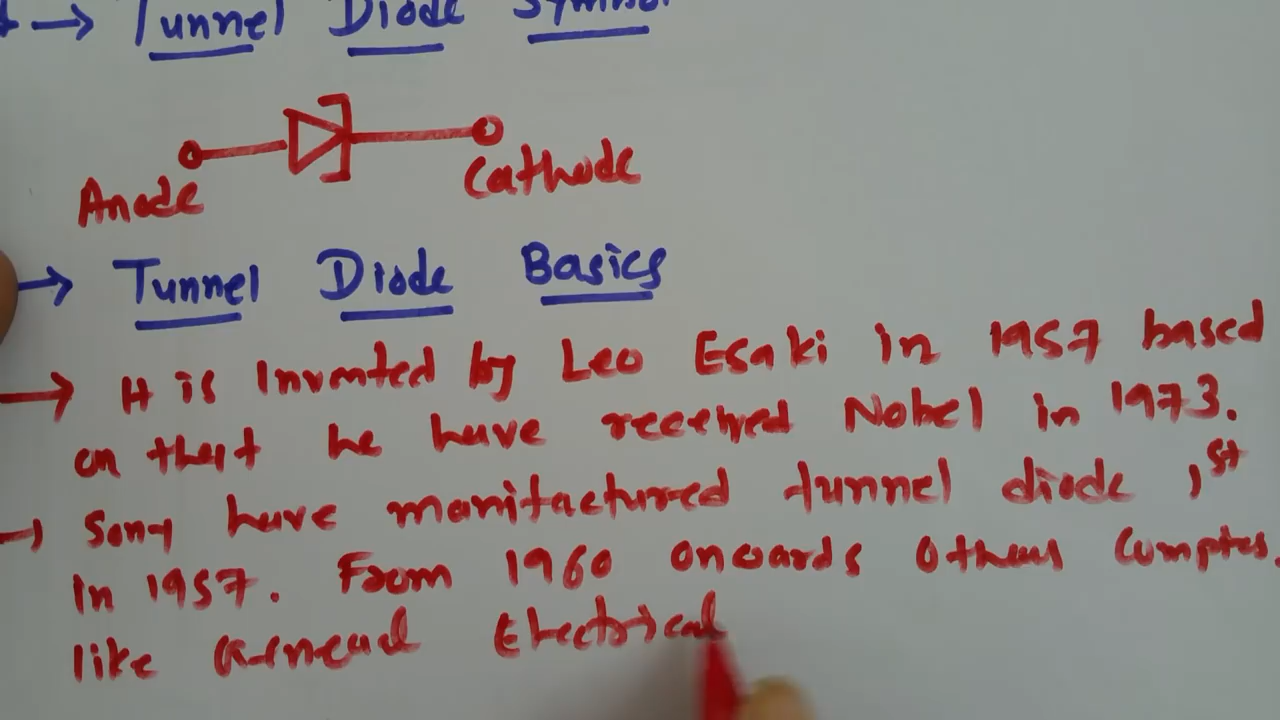 → Tunnel Diode Symbol
Anode
Cathode
→ Tunnel Diode Basics
→ It is Invented by Leo Esaki in 1957 based
on that he have received Nobel in 1973.
→ Sony have manifactured tunnel diode 1st
In 1957. From 1960 onwards others
like General Electrical